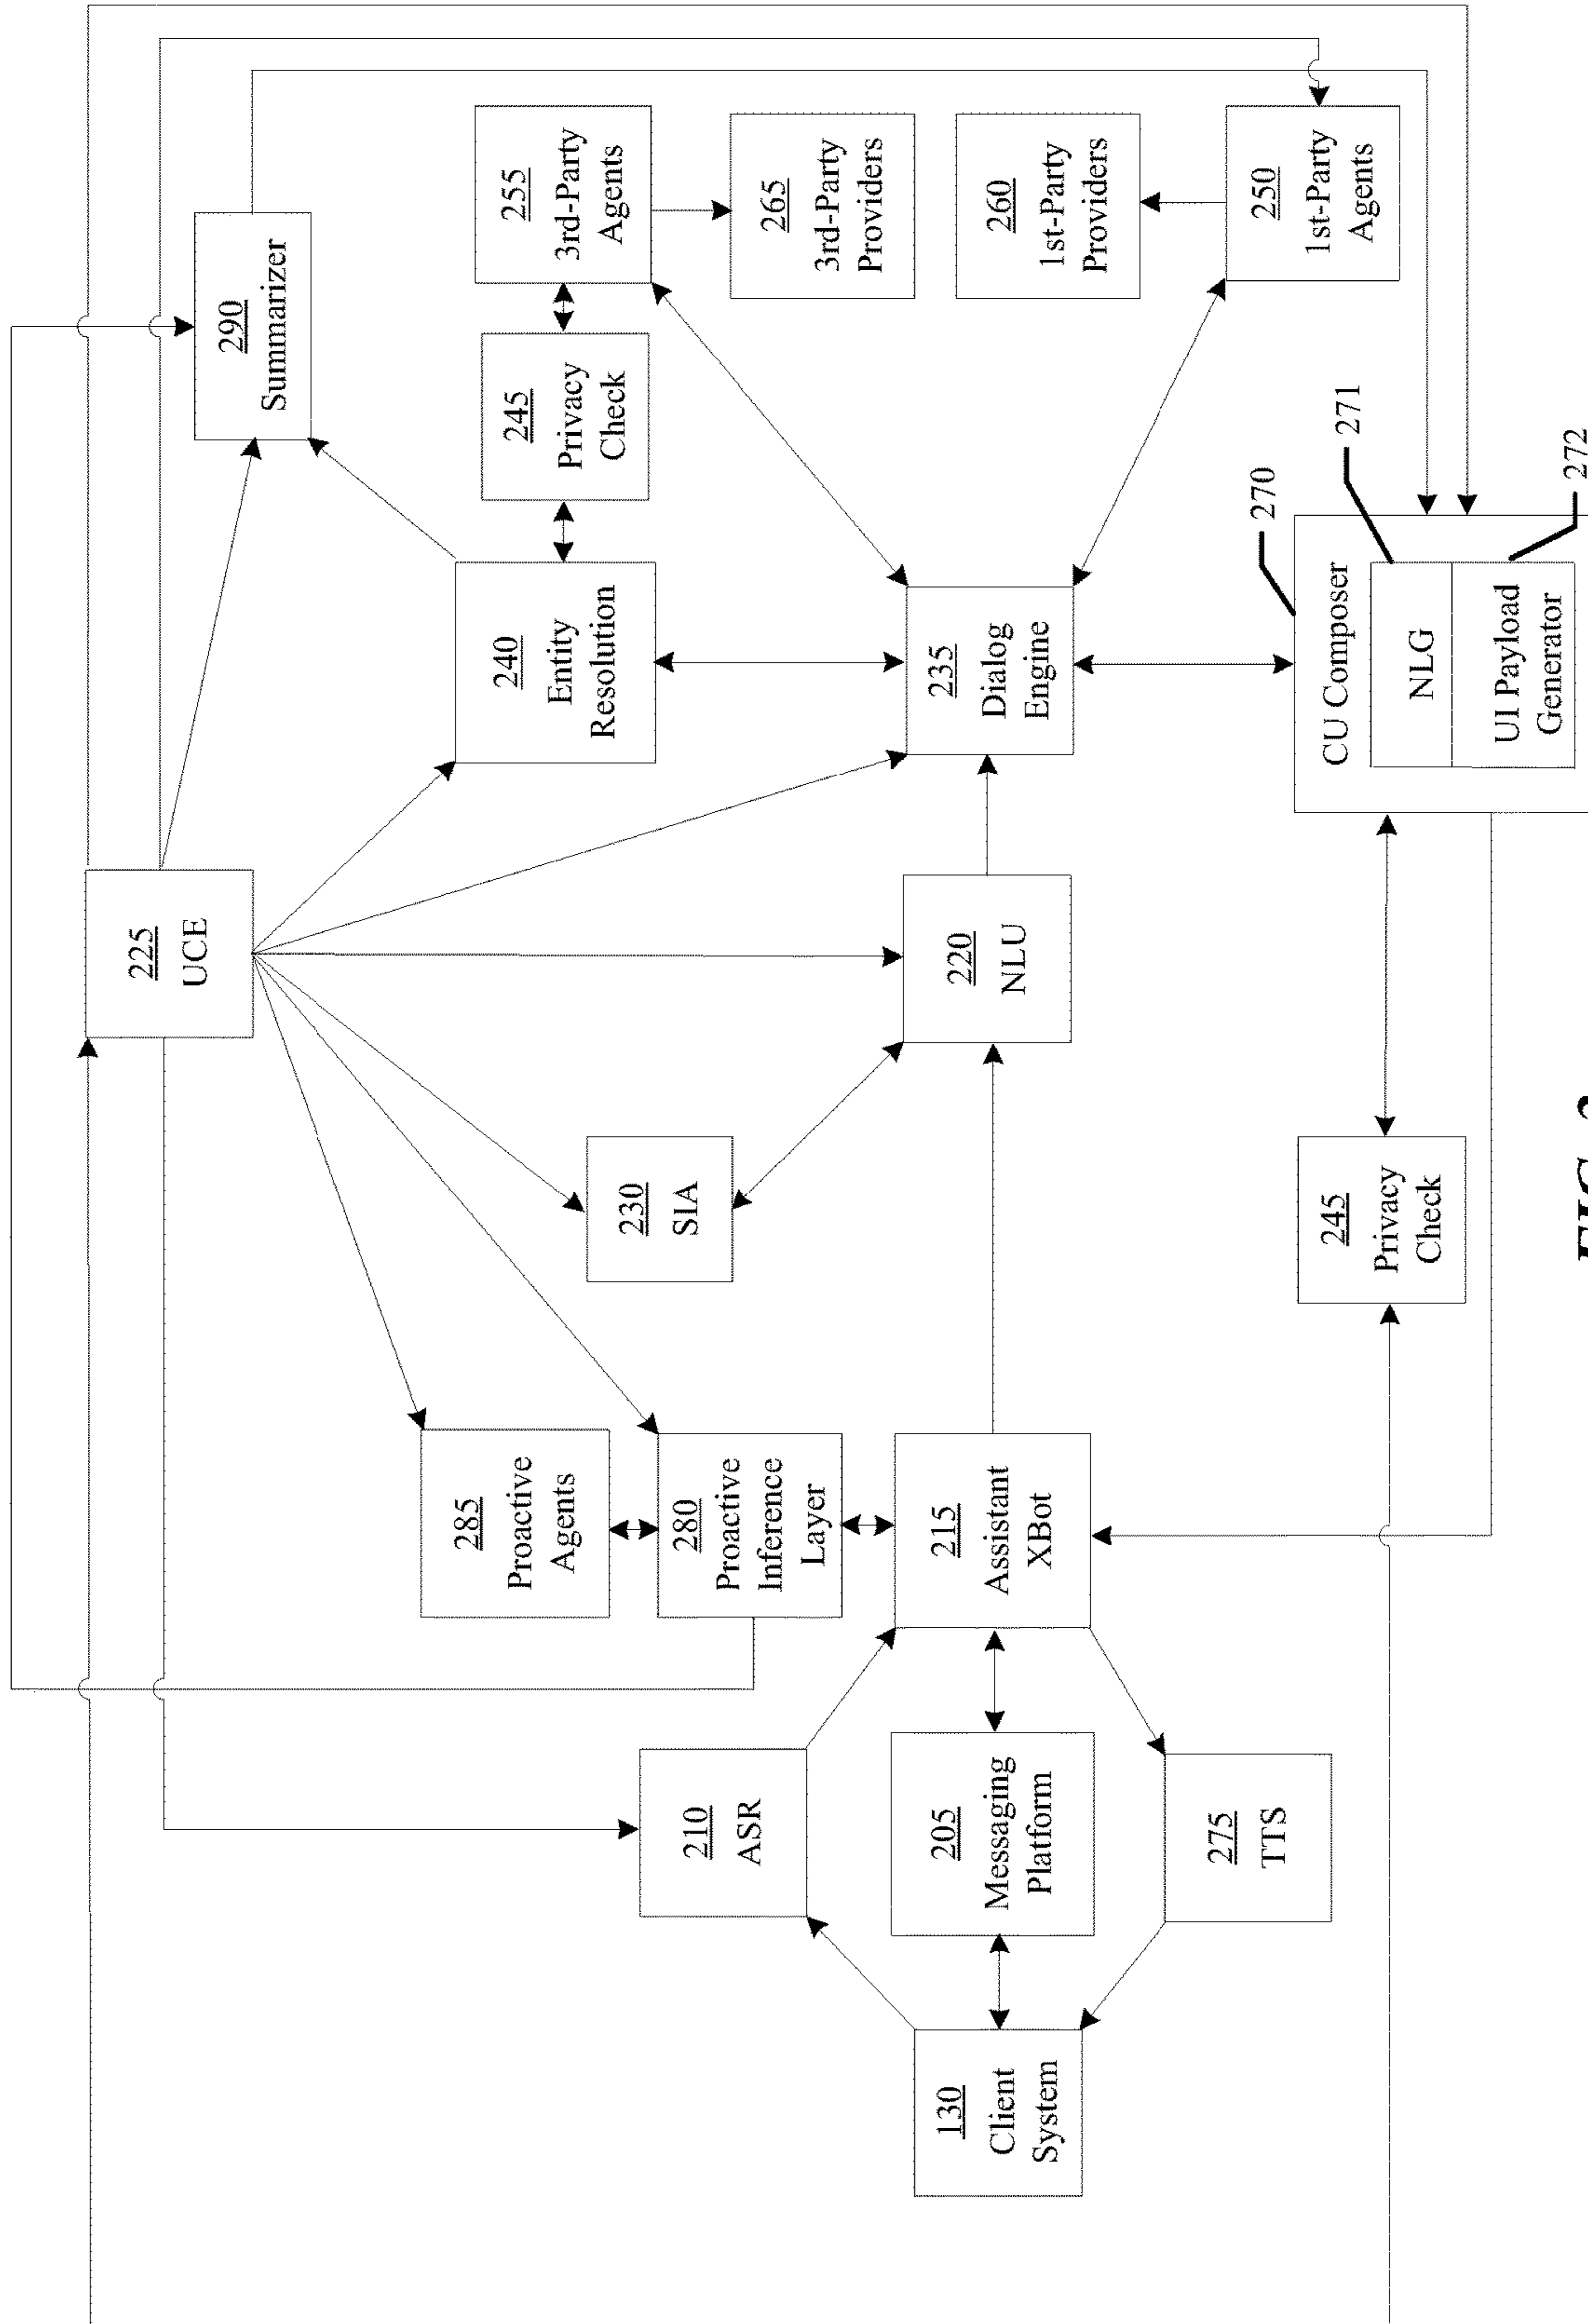 225
UCE
290
Summarizer
285
Proactive
Agents
240
Entity
Resolution
245
Privacy
Check
255
3rd-Party
Agents
230
SIA
210
ASR
280
Proactive
Inference
Layer
265
3rd-Party
Providers
130
Client
System
205
Messaging
Platform
215
Assistant
XBot
220
NLU
235
Dialog
Engine
260
1st-Party
Providers
275
TTS
250
1st-Party
Agents
245
Privacy
Check
270
CU Composer
271
NLG
272
UI Payload
Generator
FIG. 2